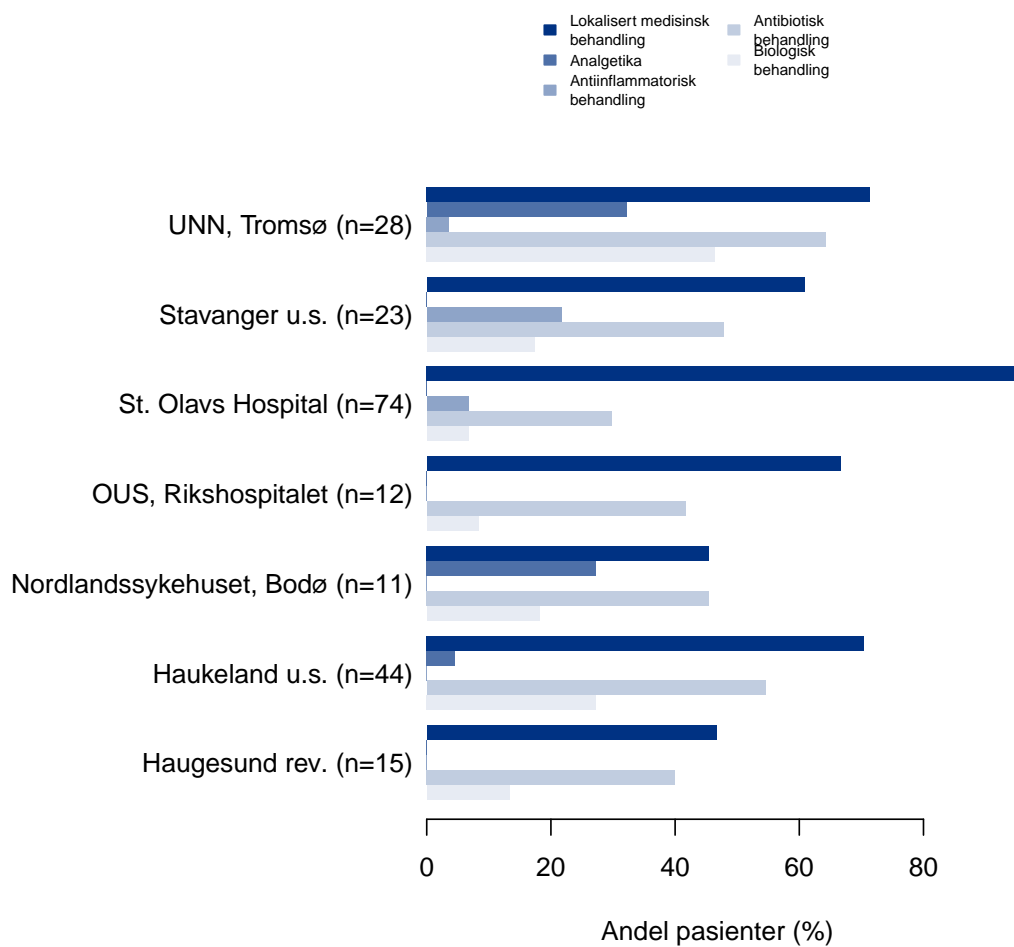 Lokalisert medisinsk
behandling
Analgetika
Antiinflammatorisk
behandling
Antibiotisk
behandling
Biologisk
behandling
UNN, Tromsø (n=28)
Stavanger u.s. (n=23)
St. Olavs Hospital (n=74)
OUS, Rikshospitalet (n=12)
Nordlandssykehuset, Bodø (n=11)
Haukeland u.s. (n=44)
Haugesund rev. (n=15)
0 20 40 60 80
Andel pasienter (%)